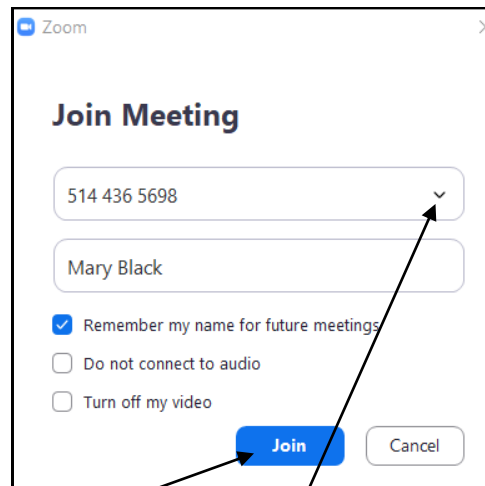 Zoom
Join Meeting
514 436 5698
Mary Black
Remember my name for future meetings
Do not connect to audio
Turn off my video
Join
Cancel